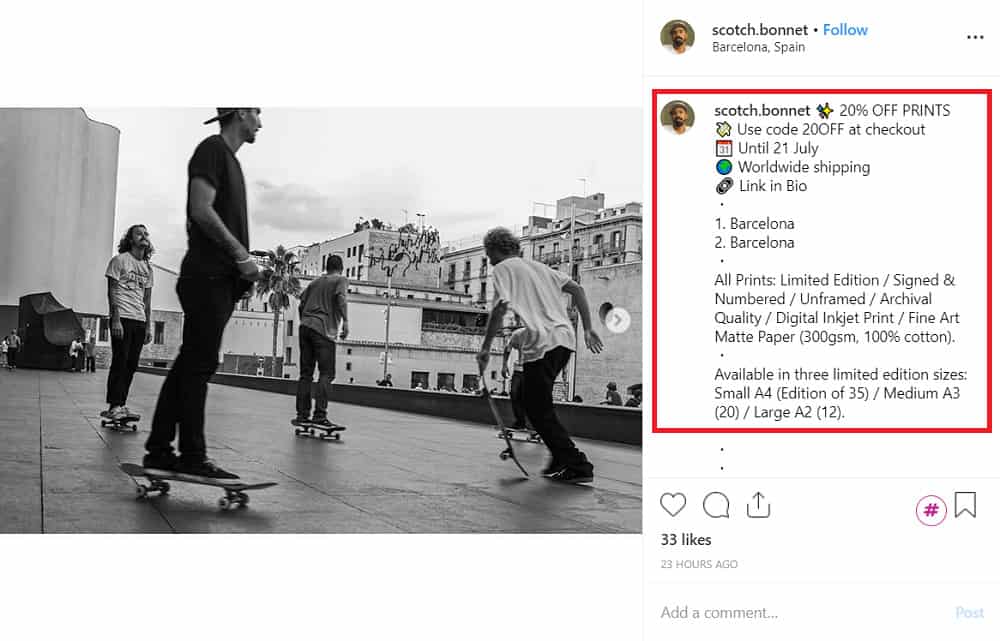 scotch.bonnet • Follow
Barcelona, Spain
scotch.bonnet ✨ 20% OFF PRINTS
💸 Use code 20OFF at checkout
📅 Until 21 July
🌍 Worldwide shipping
🔗 Link in Bio
•
1. Barcelona
2. Barcelona
•
All Prints: Limited Edition / Signed &
Numbered / Unframed / Archival
Quality / Digital Inkjet Print / Fine Art
Matte Paper (300gsm, 100% cotton).
•
Available in three limited edition sizes:
Small A4 (Edition of 35) / Medium A3
(20) / Large A2 (12).
•
•
#
33 likes
23 HOURS AGO
Add a comment... Post